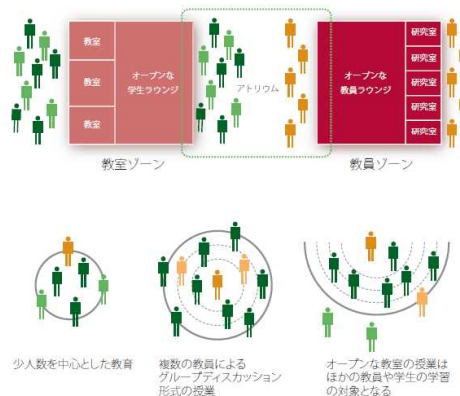 教室
教室
教室
オープンな
学生ラウンジ
アトリウム
オープンな
教員ラウンジ
研究室
研究室
研究室
研究室
研究室
教室ゾーン
教員ゾーン
少人数を中心とした教育
複数の教員による
グループディスカッション
形式の授業
オープンな教室の授業は
ほかの教員や学生の学習
の対象となる